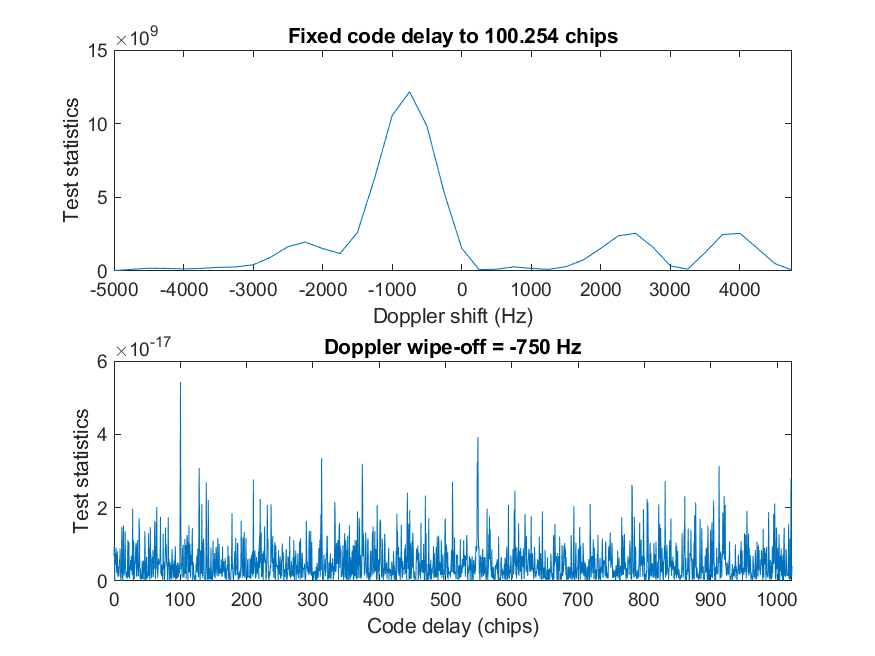 ×10^9
Fixed code delay to 100.254 chips
15
10
5
0
Test statistics
-5000 -4000 -3000 -2000 -1000 0 1000 2000 3000 4000
Doppler shift (Hz)
×10^-17
Doppler wipe-off = -750 Hz
6
4
2
0
Test statistics
0 100 200 300 400 500 600 700 800 900 1000
Code delay (chips)